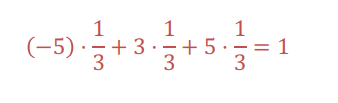 (−5) · 1/3 + 3 · 1/3 + 5 · 1/3 = 1